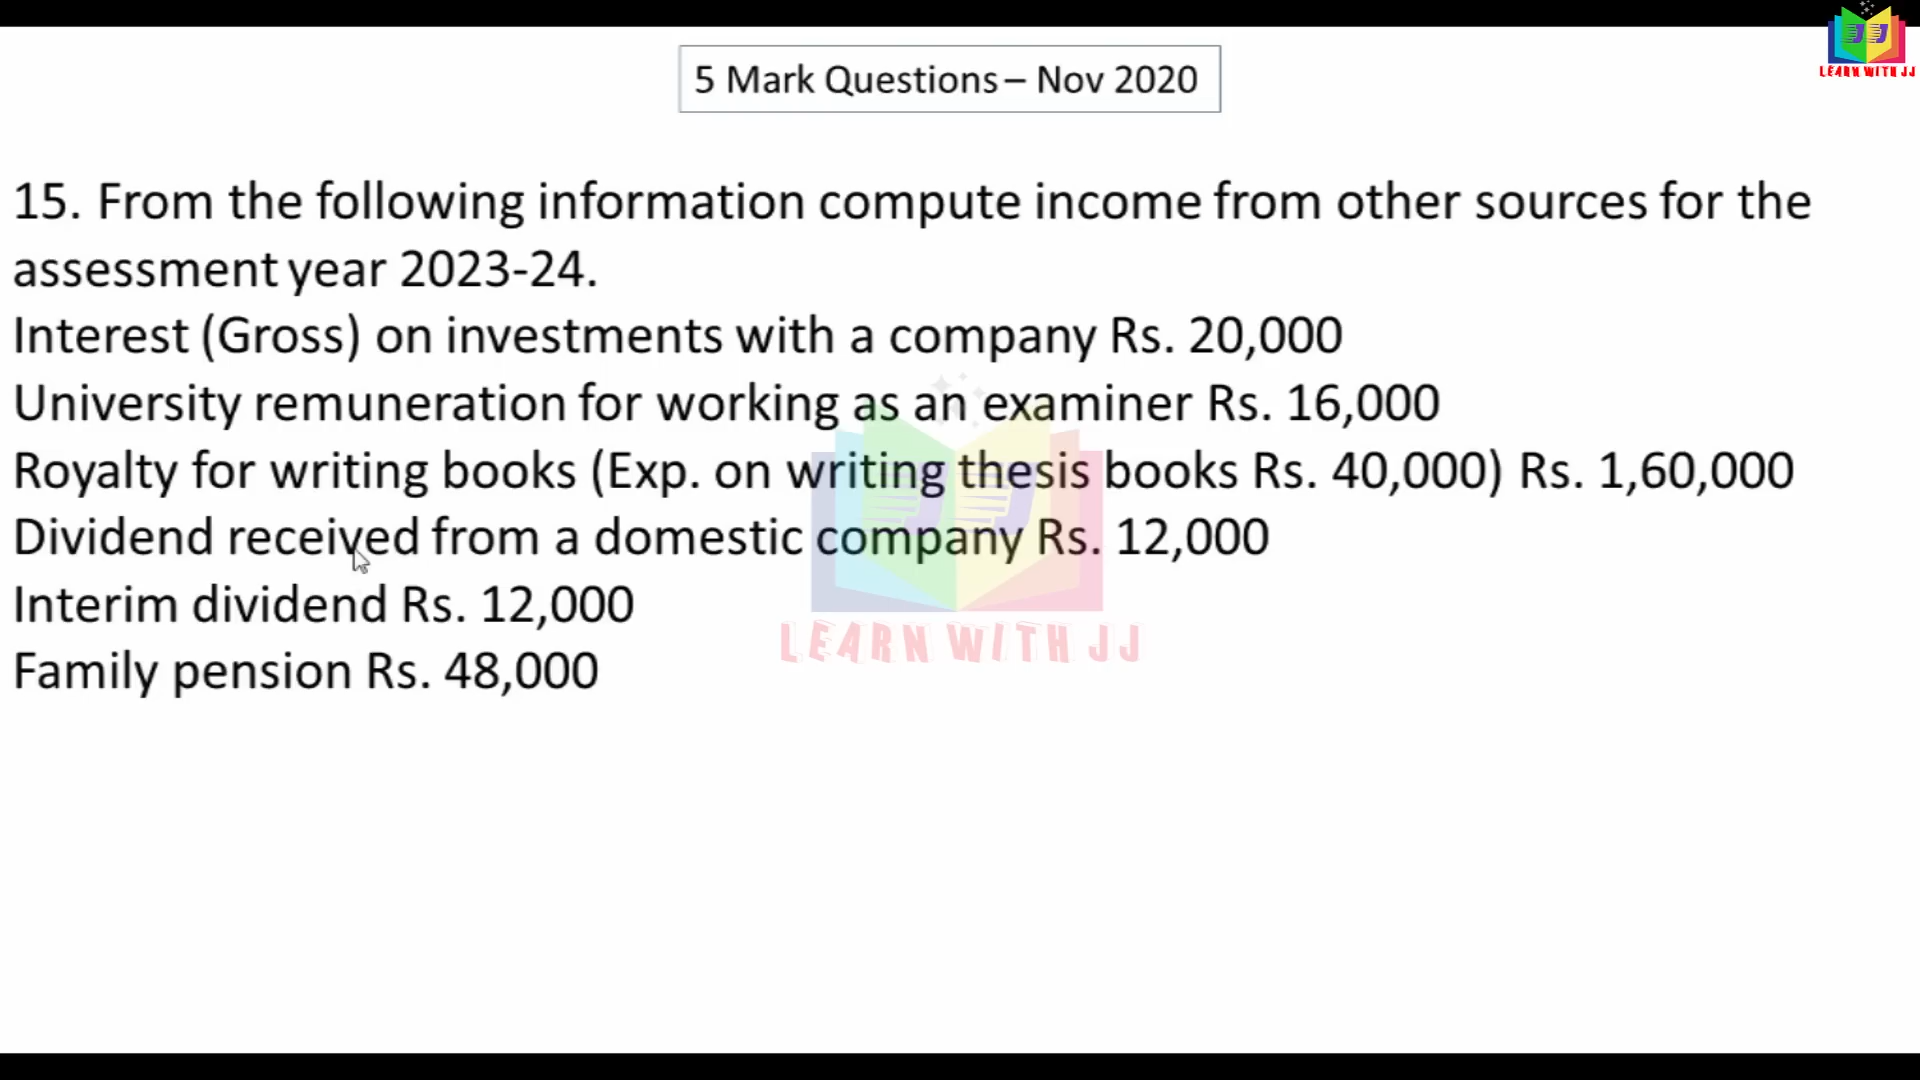 5 Mark Questions – Nov 2020
LEARN WITH JJ
15. From the following information compute income from other sources for the
assessment year 2023-24.
Interest (Gross) on investments with a company Rs. 20,000
University remuneration for working as an examiner Rs. 16,000
Royalty for writing books (Exp. on writing thesis books Rs. 40,000) Rs. 1,60,000
Dividend received from a domestic company Rs. 12,000
Interim dividend Rs. 12,000
LEARN WITH JJ
Family pension Rs. 48,000